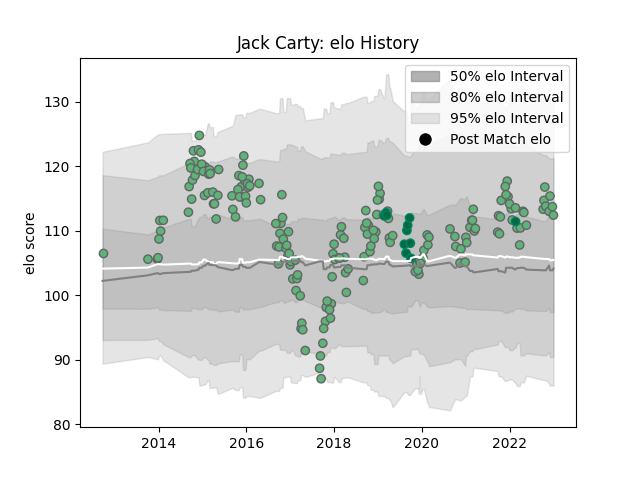 Jack Carty: elo History
50% elo Interval
80% elo Interval
95% elo Interval
Post Match elo
elo score
130
120
110
100
90
80
2014
2016
2018
2020
2022